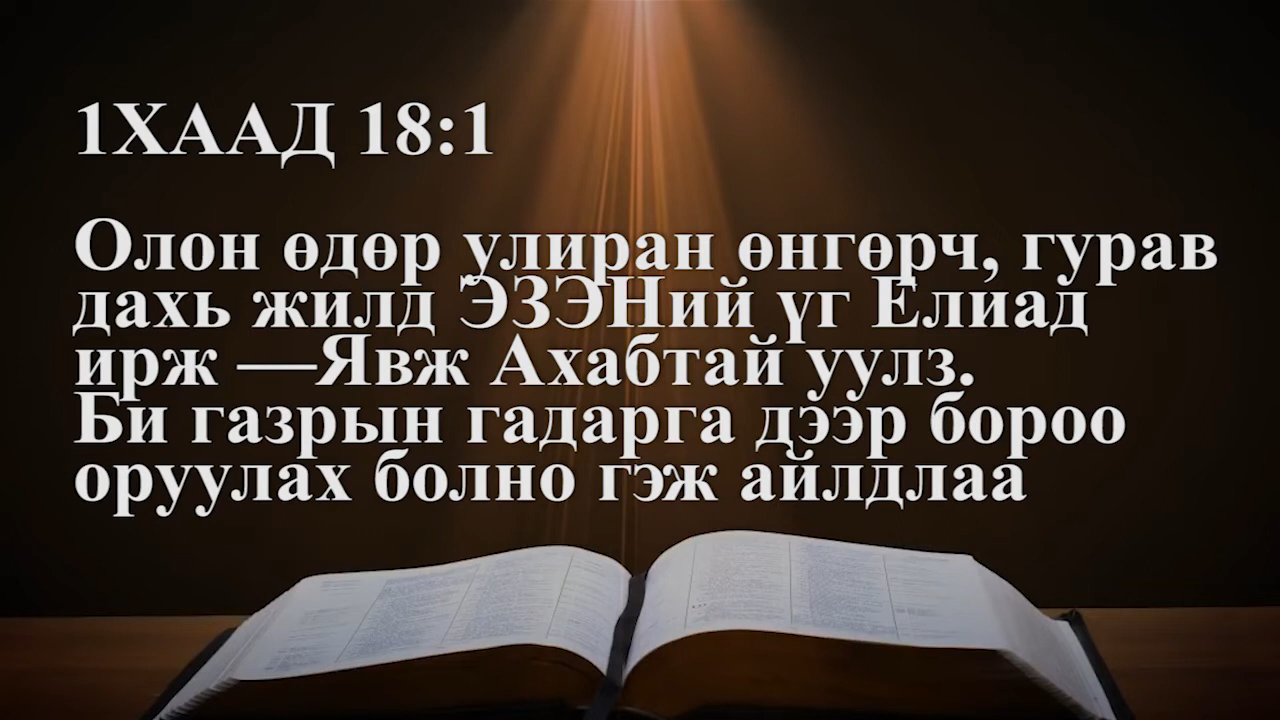 1ХААД 18:1
Олон өдөр улиран өнгөрч, гурав
дахь жилд ЭЗЭНий үг Елиад
ирж —Явж Ахабтай уулз.
Би газрын гадарга дээр бороо
оруулах болно гэж айлдлаа